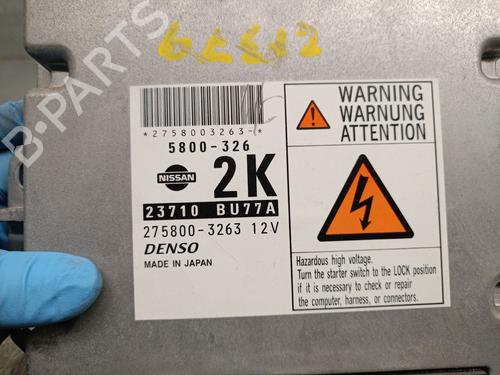 B-PARTS
*2758003263-*
5800-326
NISSAN
2K
23710 BU77A
275800-3263 12V
DENSO
MADE IN JAPAN
WARNING
WARNUNG
ATTENTION
Hazardous high voltage.
Turn the starter switch to the LOCK position
if it is necessary to check or repair
the computer, harness, or connectors.